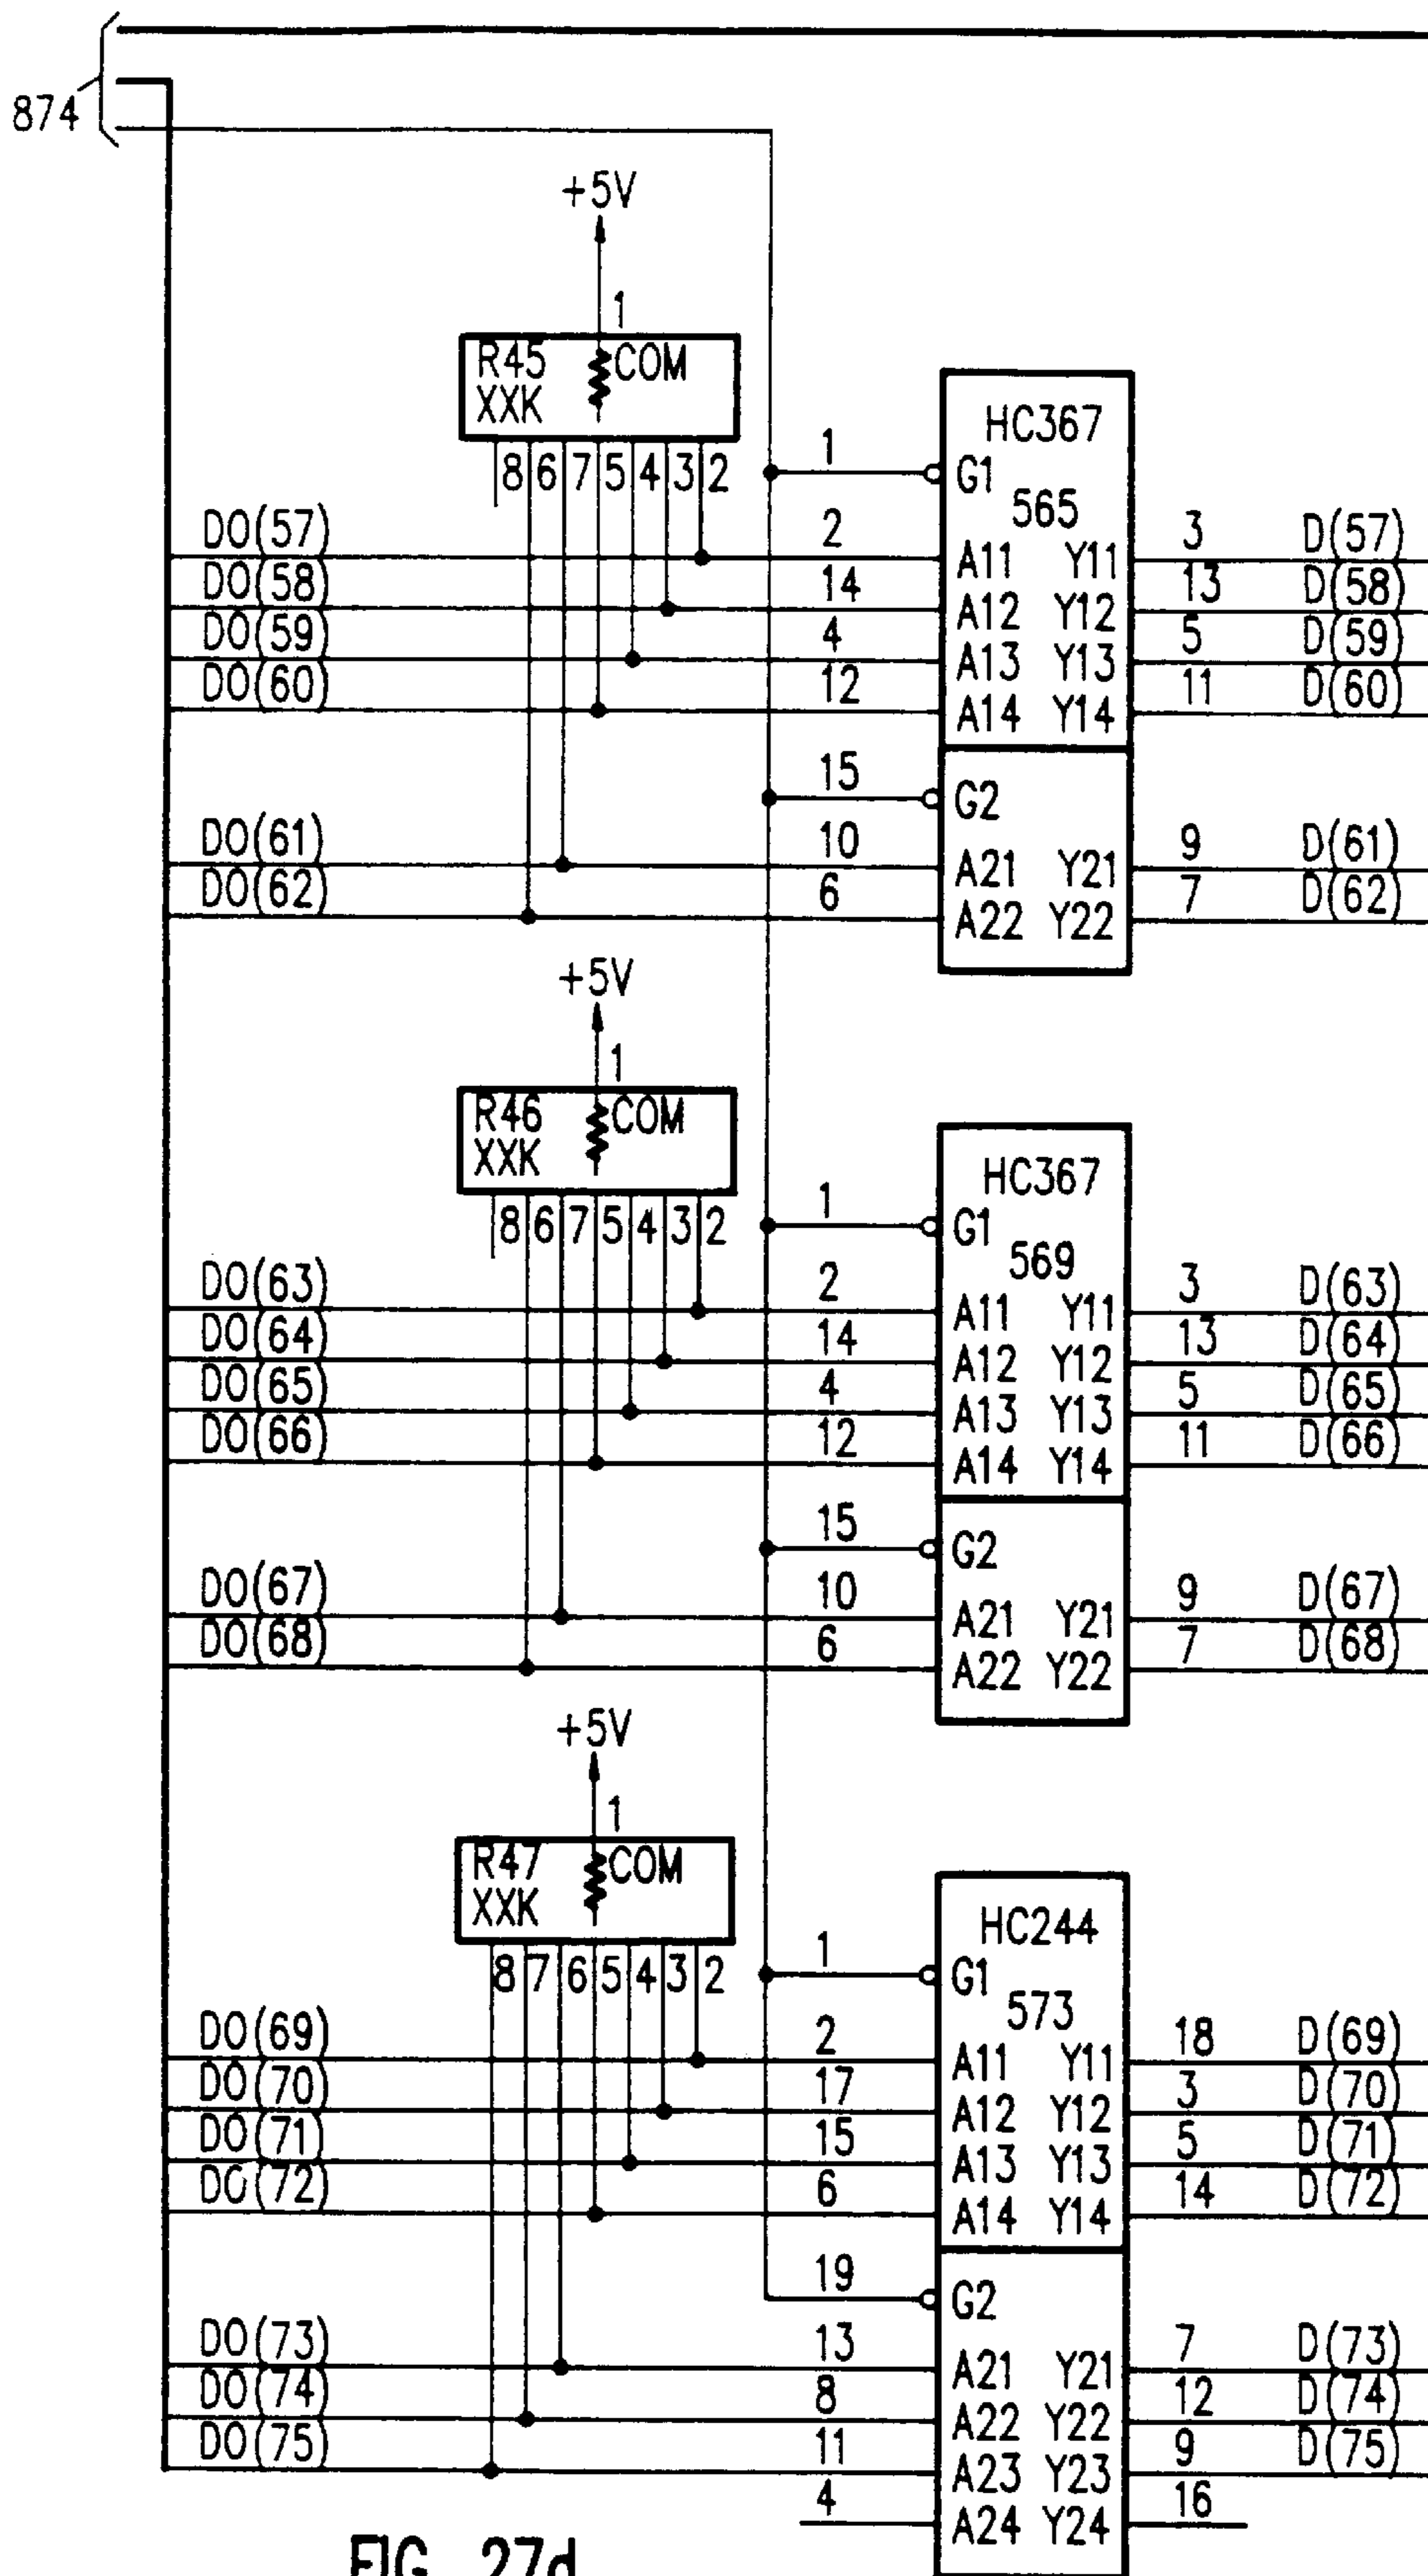 874
+5V
1
R45 COM
XXK
8 6 7 5 4 3 2
HC367
1 G1
565
DO(57) 2 A11 Y11 3 D(57)
DO(58) 14 A12 Y12 13 D(58)
DO(59) 4 A13 Y13 5 D(59)
DO(60) 12 A14 Y14 11 D(60)
15 G2
DO(61) 10 A21 Y21 9 D(61)
DO(62) 6 A22 Y22 7 D(62)
+5V
1
R46 COM
XXK
8 6 7 5 4 3 2
HC367
1 G1
569
DO(63) 2 A11 Y11 3 D(63)
DO(64) 14 A12 Y12 13 D(64)
DO(65) 4 A13 Y13 5 D(65)
DO(66) 12 A14 Y14 11 D(66)
15 G2
DO(67) 10 A21 Y21 9 D(67)
DO(68) 6 A22 Y22 7 D(68)
+5V
1
R47 COM
XXK
8 7 6 5 4 3 2
HC244
1 G1
573
DO(69) 2 A11 Y11 18 D(69)
DO(70) 17 A12 Y12 3 D(70)
DO(71) 15 A13 Y13 5 D(71)
DO(72) 6 A14 Y14 14 D(72)
19 G2
DO(73) 13 A21 Y21 7 D(73)
DO(74) 8 A22 Y22 12 D(74)
DO(75) 11 A23 Y23 9 D(75)
4 A24 Y24 16
FIG. 27d